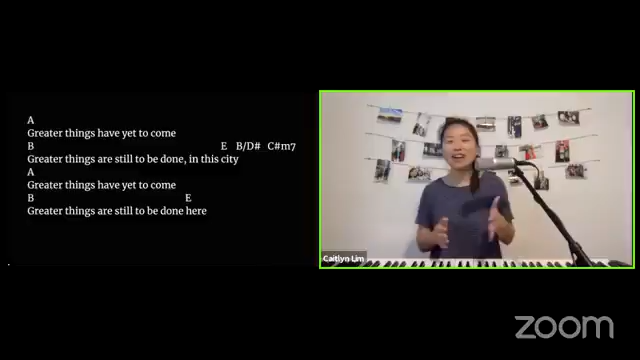 A
Greater things have yet to come
B E B/D# C#m7
Greater things are still to be done, in this city
A
Greater things have yet to come
B E
Greater things are still to be done here
Caitlyn Lim
zoom